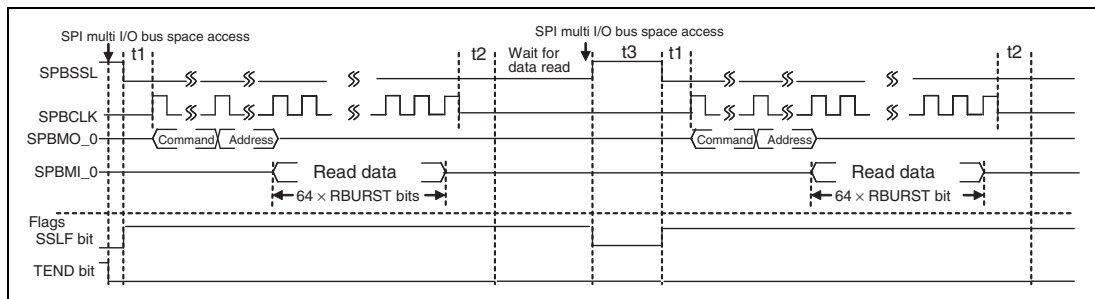 SPI multi I/O bus space access
SPI multi I/O bus space access
t1
t2
Wait for
data read
t3
t1
t2
SPBSSL
SPBCLK
SPBMO_0
Command
Address
Command
Address
SPBMI_0
Read data
Read data
64 × RBURST bits
64 × RBURST bit
Flags
SSLF bit
TEND bit